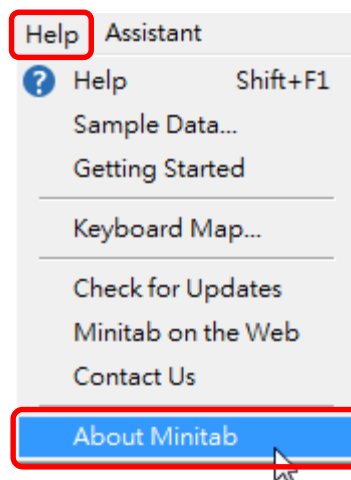 Help Assistant
? Help Shift+F1
Sample Data...
Getting Started
Keyboard Map...
Check for Updates
Minitab on the Web
Contact Us
About Minitab